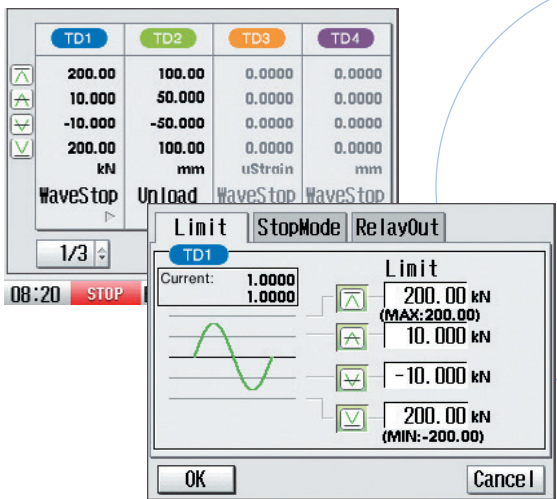 TD1 TD2 TD3 TD4
200.00 100.00 0.0000 0.0000
10.000 50.000 0.0000 0.0000
-10.000 -50.000 0.0000 0.0000
200.00 100.00 0.0000 0.0000
kN mm uStrain mm
WaveStop Unload WaveStop WaveStop
1/3
08:20 STOP
Limit StopMode RelayOut
TD1
Current: 1.0000
1.0000
Limit
200.00 kN
(MAX:200.00)
10.000 kN
-10.000 kN
200.00 kN
(MIN:-200.00)
OK Cancel